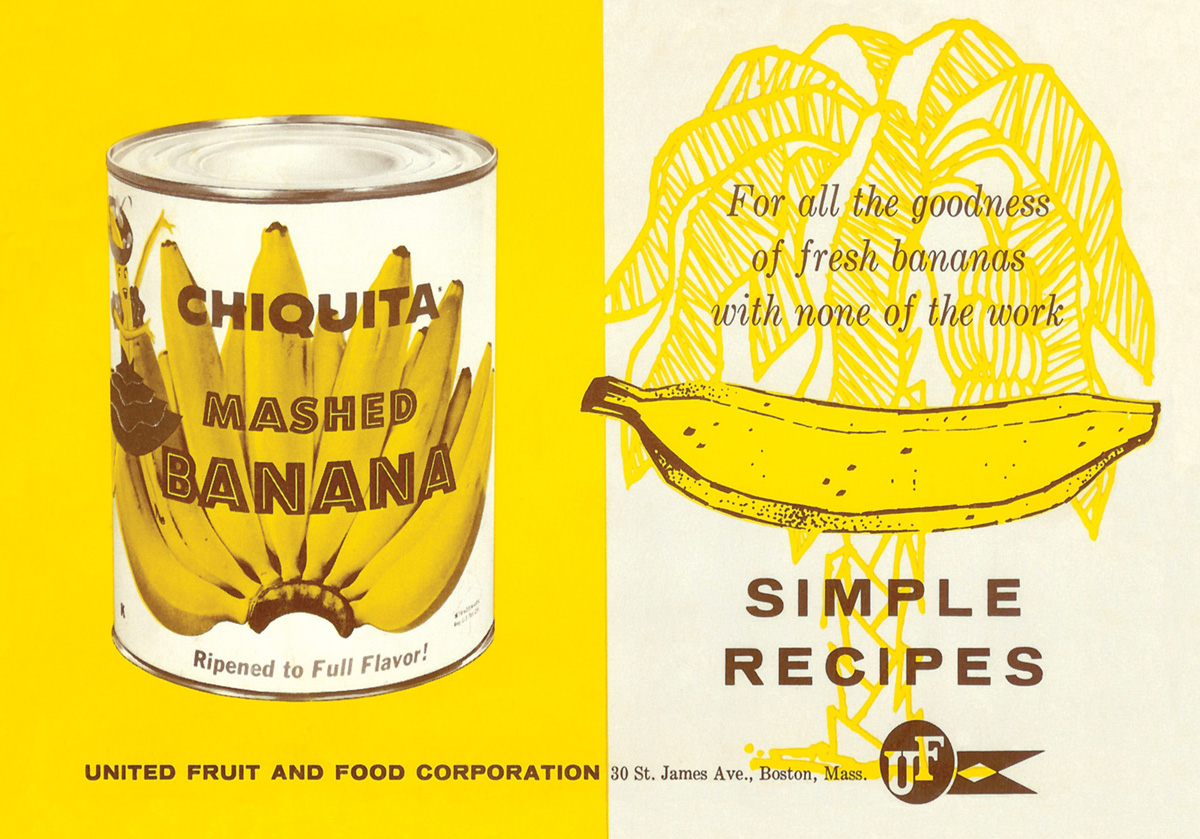 CHIQUITA
MASHED
BANANA
K
Ripened to Full Flavor!
UNITED FRUIT AND FOOD CORPORATION 30 St. James Ave., Boston, Mass.
For all the goodness
of fresh bananas
with none of the work
SIMPLE
RECIPES
UF